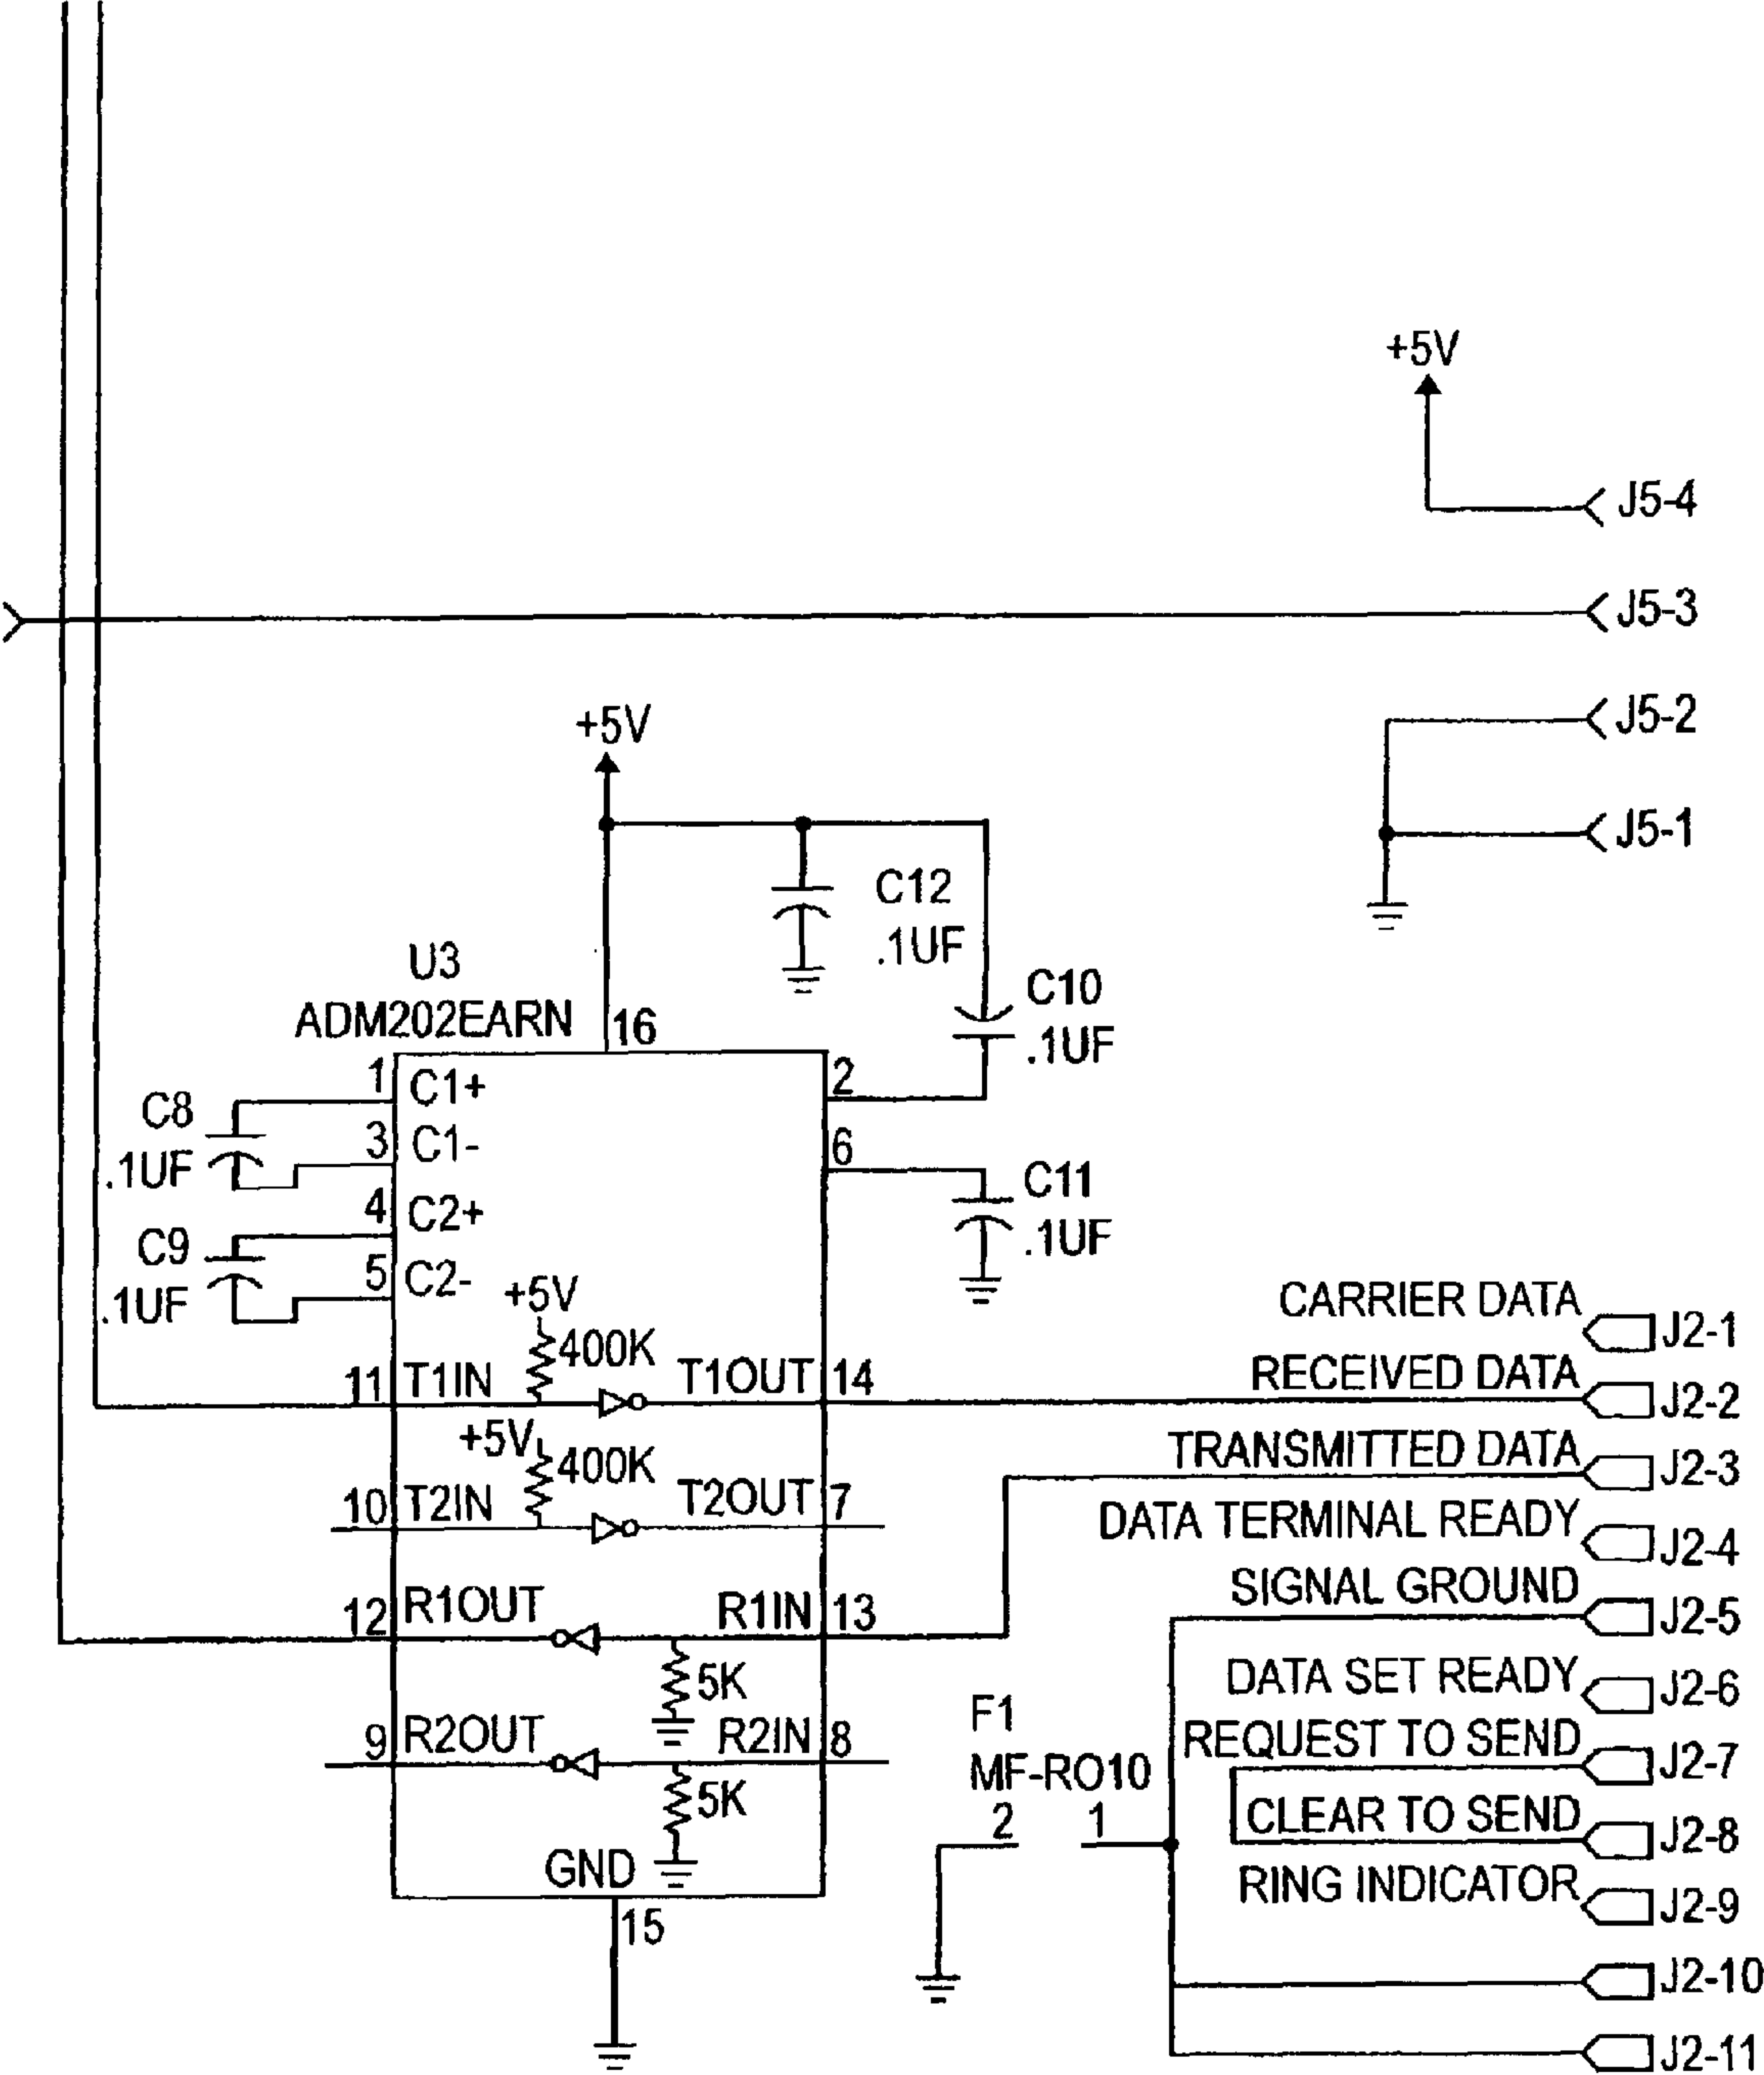 +5V
J5-4
J5-3
J5-2
+5V
J5-1
C12
.1UF
U3
ADM202EARN
16
C10
.1UF
1
C1+
2
C8
.1UF
3
C1-
6
C11
.1UF
4
C2+
C9
.1UF
5
C2-
+5V
400K
CARRIER DATA
J2-1
11
T1IN
T1OUT
14
RECEIVED DATA
J2-2
+5V
400K
TRANSMITTED DATA
J2-3
10
T2IN
T2OUT
7
DATA TERMINAL READY
J2-4
SIGNAL GROUND
J2-5
12
R1OUT
R1IN
13
5K
DATA SET READY
J2-6
9
R2OUT
R2IN
8
F1
MF-RO10
2
1
REQUEST TO SEND
J2-7
5K
CLEAR TO SEND
J2-8
GND
15
RING INDICATOR
J2-9
J2-10
J2-11